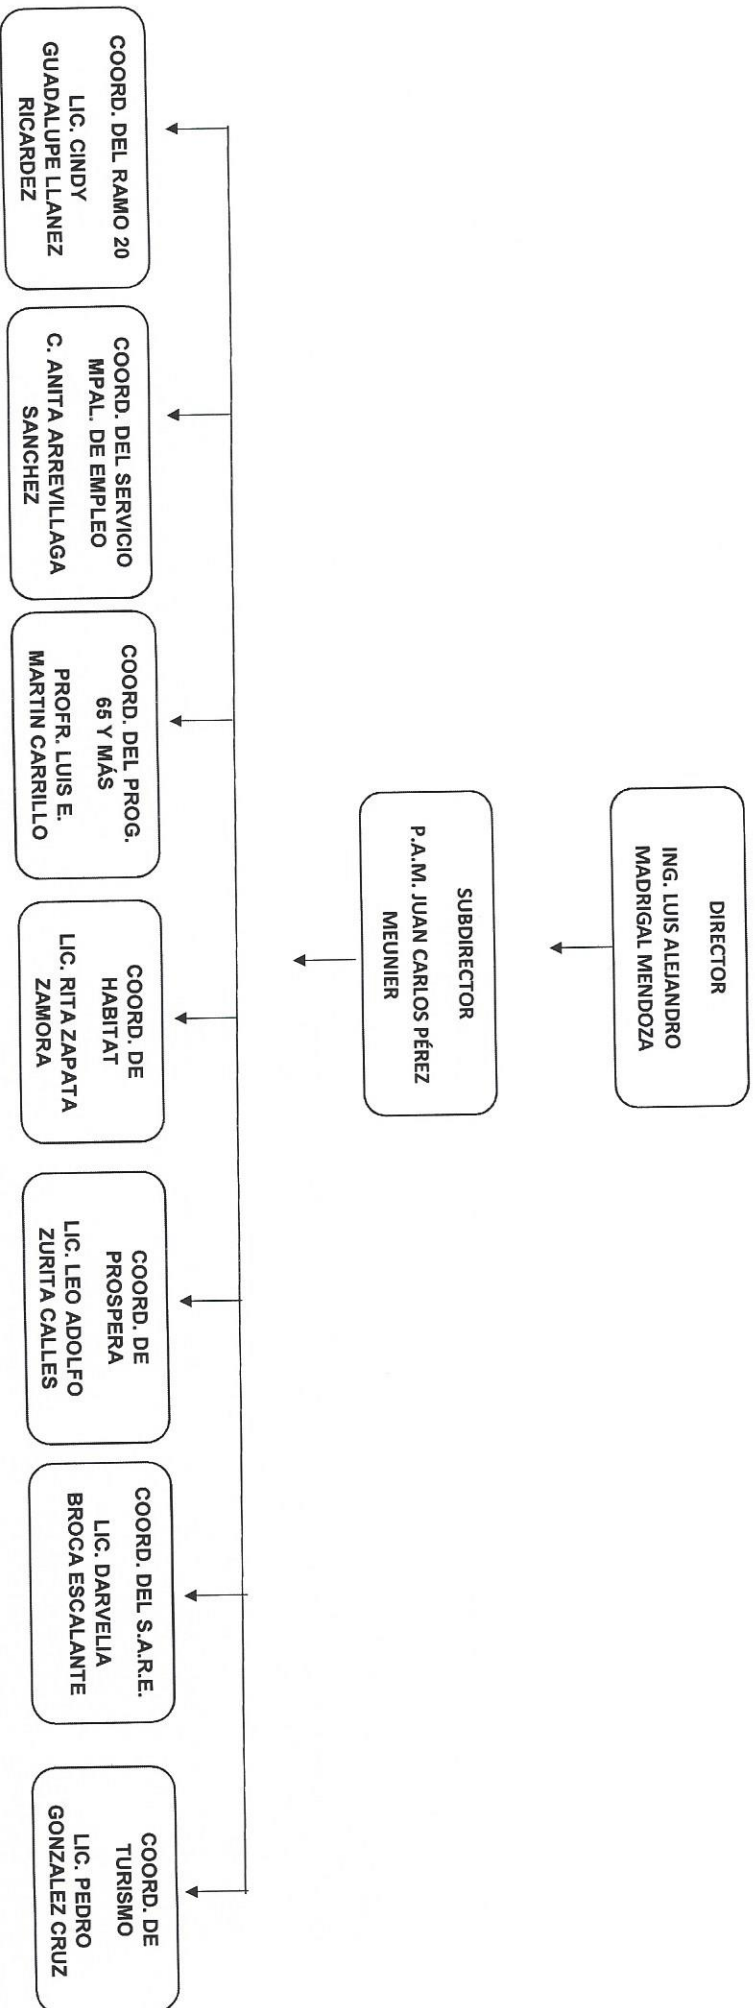 DIRECTOR
ING. LUIS ALEJANDRO
MADRIGAL MENDOZA
SUBDIRECTOR
P.A.M. JUAN CARLOS PÉREZ
MEUNIER
COORD. DEL RAMO 20
LIC. CINDY
GUADALUPE LLANEZ
RICARDEZ
COORD. DEL SERVICIO
MPAL. DE EMPLEO
C. ANITA ARREVILLAGA
SANCHEZ
COORD. DEL PROG.
65 Y MÁS
PROFR. LUIS E.
MARTIN CARRILLO
COORD. DE
HABITAT
LIC. RITA ZAPATA
ZAMORA
COORD. DE
PROSPERA
LIC. LEO ADOLFO
ZURITA CALLES
COORD. DEL S.A.R.E.
LIC. DARVELIA
BROCA ESCALANTE
COORD. DE
TURISMO
LIC. PEDRO
GONZALEZ CRUZ